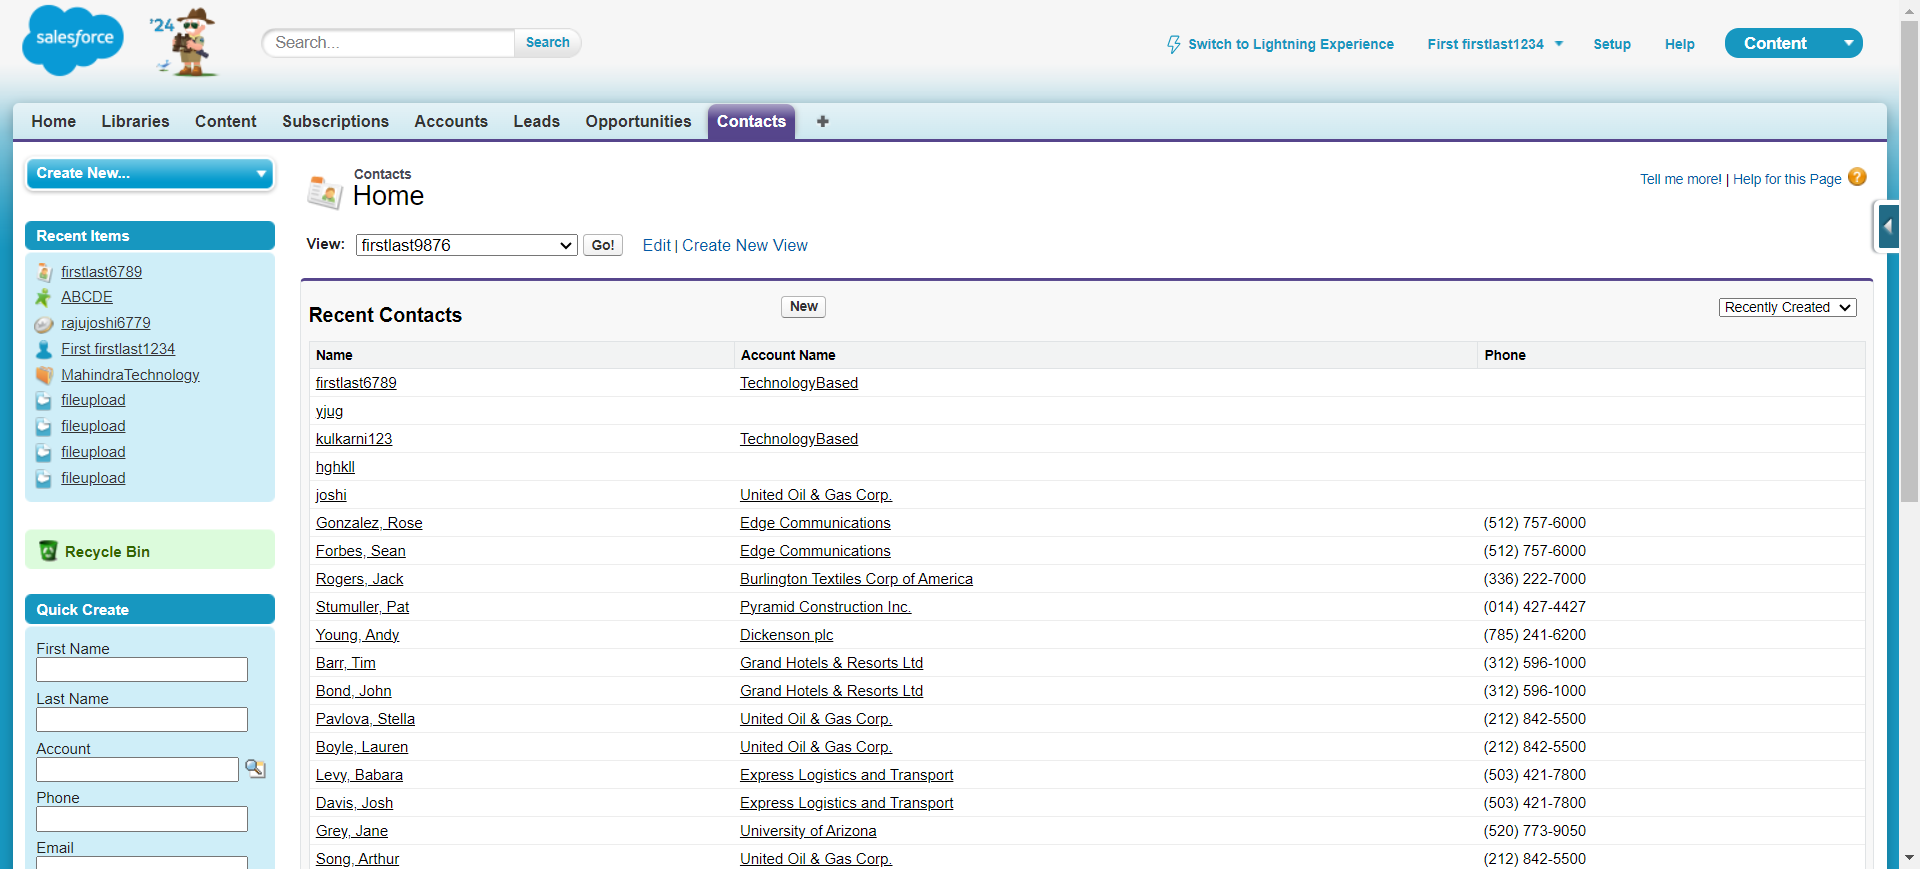 salesforce
'24
Search...
Search
Switch to Lightning Experience
First firstlast1234
Setup
Help
Content
Home
Libraries
Content
Subscriptions
Accounts
Leads
Opportunities
Contacts
Create New...
Contacts
Home
Tell me more! | Help for this Page
View: firstlast9876 Go! Edit | Create New View
Recent Items
firstlast6789
ABCDE
rajujoshi6779
First firstlast1234
MahindraTechnology
fileupload
fileupload
fileupload
fileupload
Recycle Bin
Quick Create
First Name
Last Name
Account
Phone
Email
Recent Contacts New Recently Created
Name Account Name Phone
firstlast6789 TechnologyBased
yjug
kulkarni123 TechnologyBased
hghkll
joshi United Oil & Gas Corp.
Gonzalez, Rose Edge Communications (512) 757-6000
Forbes, Sean Edge Communications (512) 757-6000
Rogers, Jack Burlington Textiles Corp of America (336) 222-7000
Stumuller, Pat Pyramid Construction Inc. (014) 427-4427
Young, Andy Dickenson plc (785) 241-6200
Barr, Tim Grand Hotels & Resorts Ltd (312) 596-1000
Bond, John Grand Hotels & Resorts Ltd (312) 596-1000
Pavlova, Stella United Oil & Gas Corp. (212) 842-5500
Boyle, Lauren United Oil & Gas Corp. (212) 842-5500
Levy, Babara Express Logistics and Transport (503) 421-7800
Davis, Josh Express Logistics and Transport (503) 421-7800
Grey, Jane University of Arizona (520) 773-9050
Song, Arthur United Oil & Gas Corp. (212) 842-5500